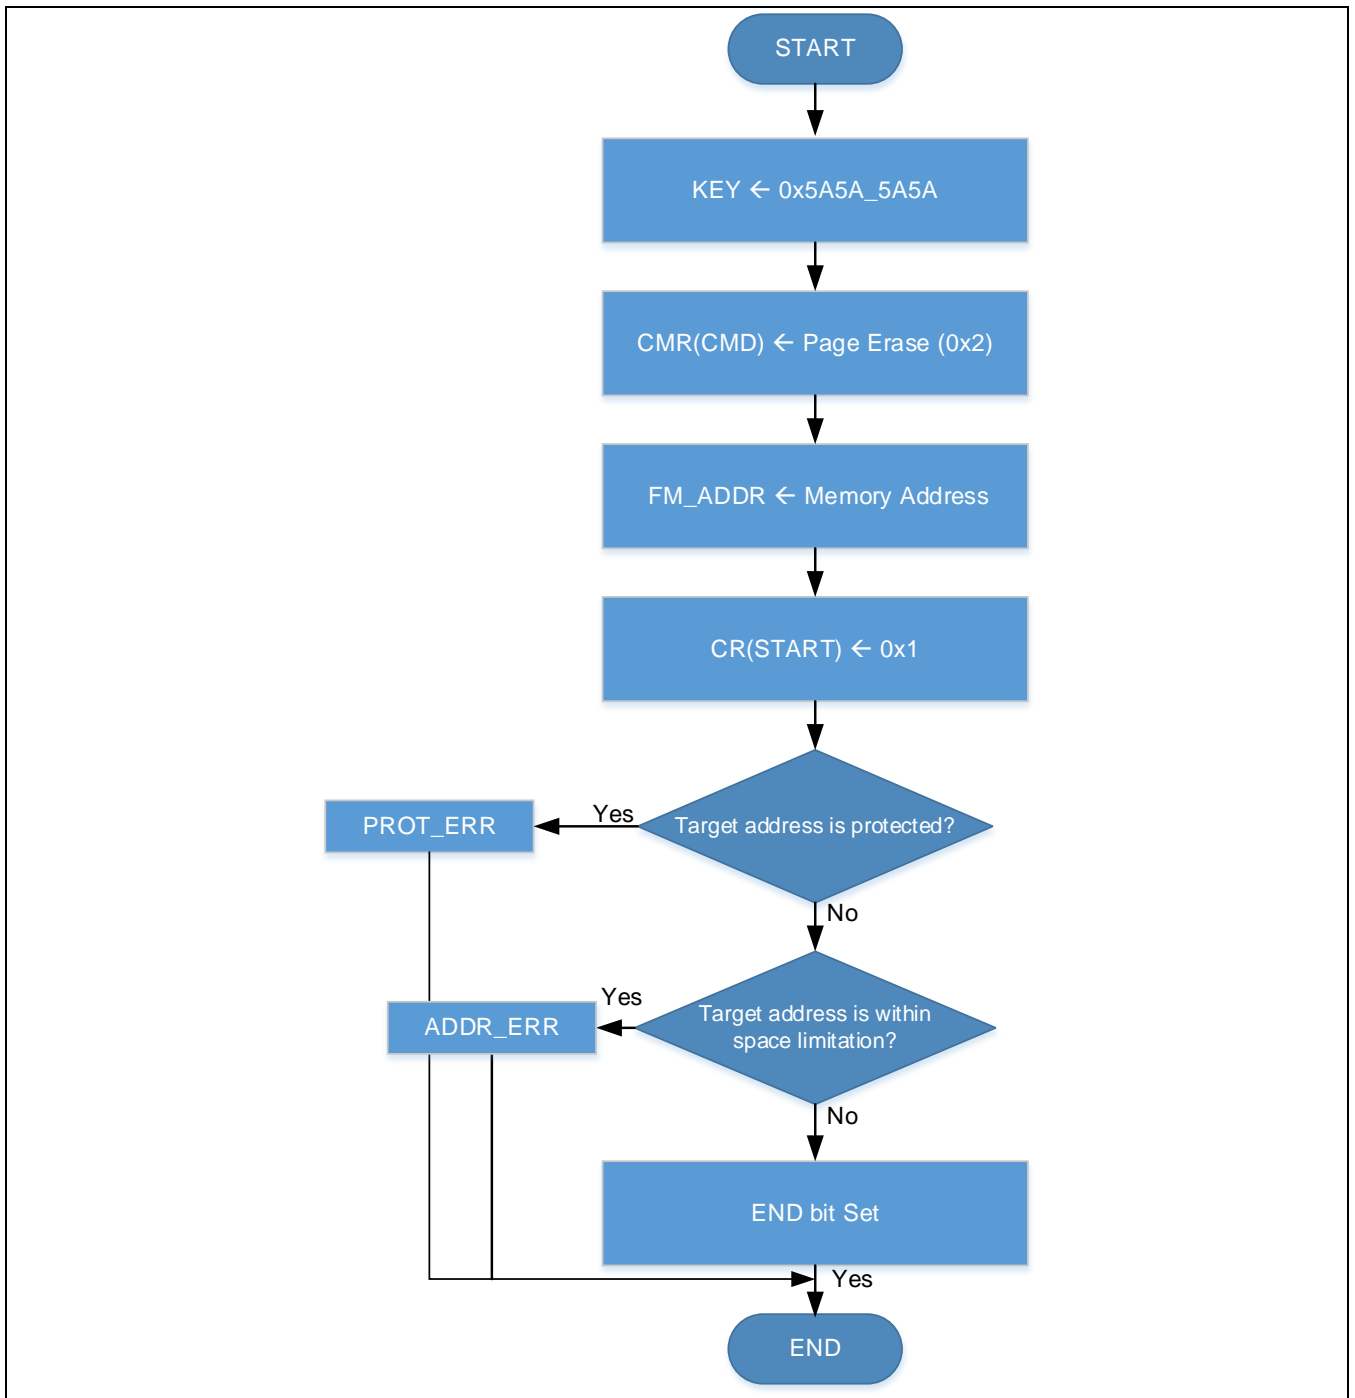 START
KEY ← 0x5A5A_5A5A
CMR(CMD) ← Page Erase (0x2)
FM_ADDR ← Memory Address
CR(START) ← 0x1
Target address is protected?
Yes
PROT_ERR
No
Target address is within
space limitation?
Yes
ADDR_ERR
No
END bit Set
Yes
END